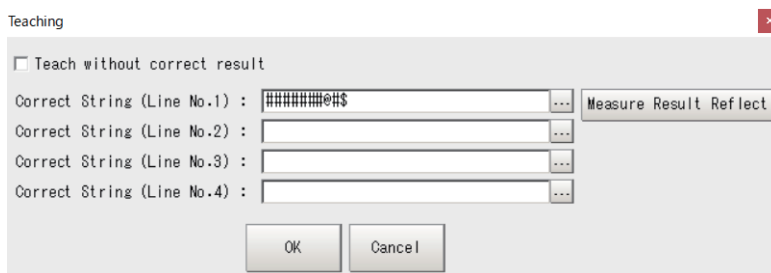 Teaching
Teach without correct result
Correct String (Line No.1) : ########@#$ ... Measure Result Reflect
Correct String (Line No.2) : ...
Correct String (Line No.3) : ...
Correct String (Line No.4) : ...
OK Cancel